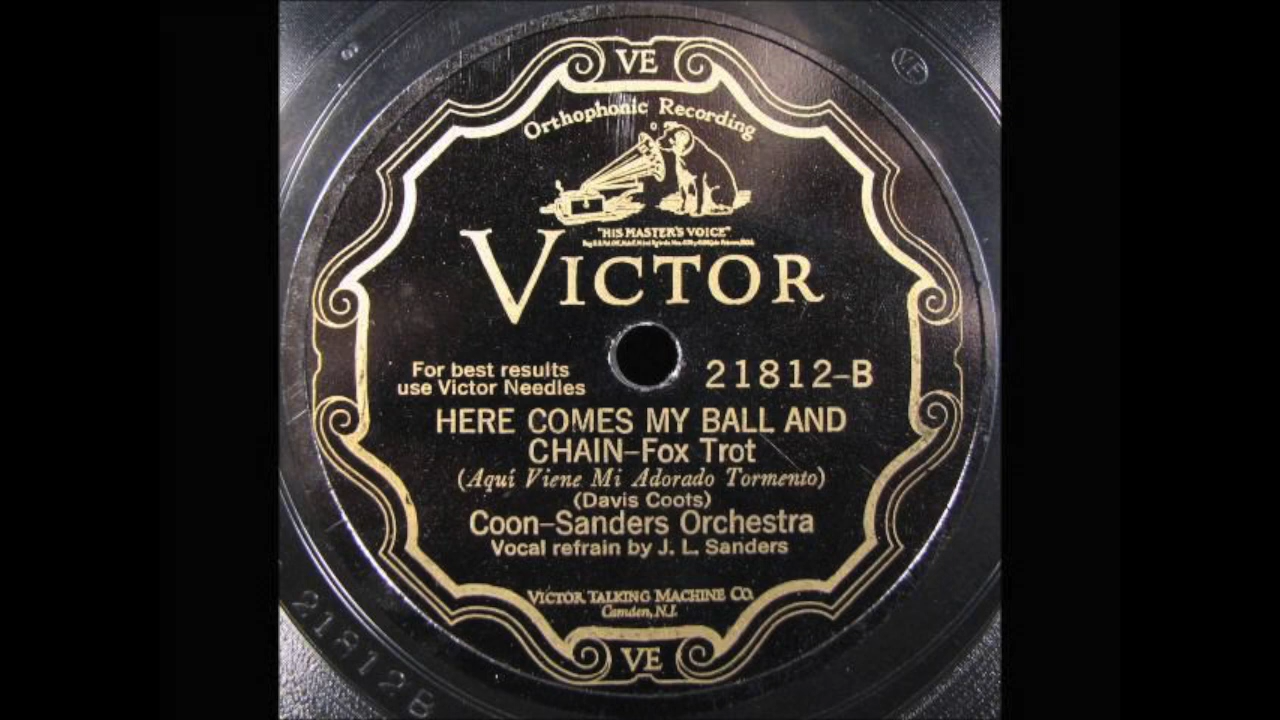 VE
VE
Orthophonic Recording
"HIS MASTER'S VOICE"
VICTOR
For best results
use Victor Needles
21812-B
HERE COMES MY BALL AND
CHAIN-Fox Trot
(Aquí Viene Mi Adorado Tormento)
(Davis Coots)
Coon-Sanders Orchestra
Vocal refrain by J. L. Sanders
VICTOR TALKING MACHINE CO.
Camden, N.J.
VE
21812B